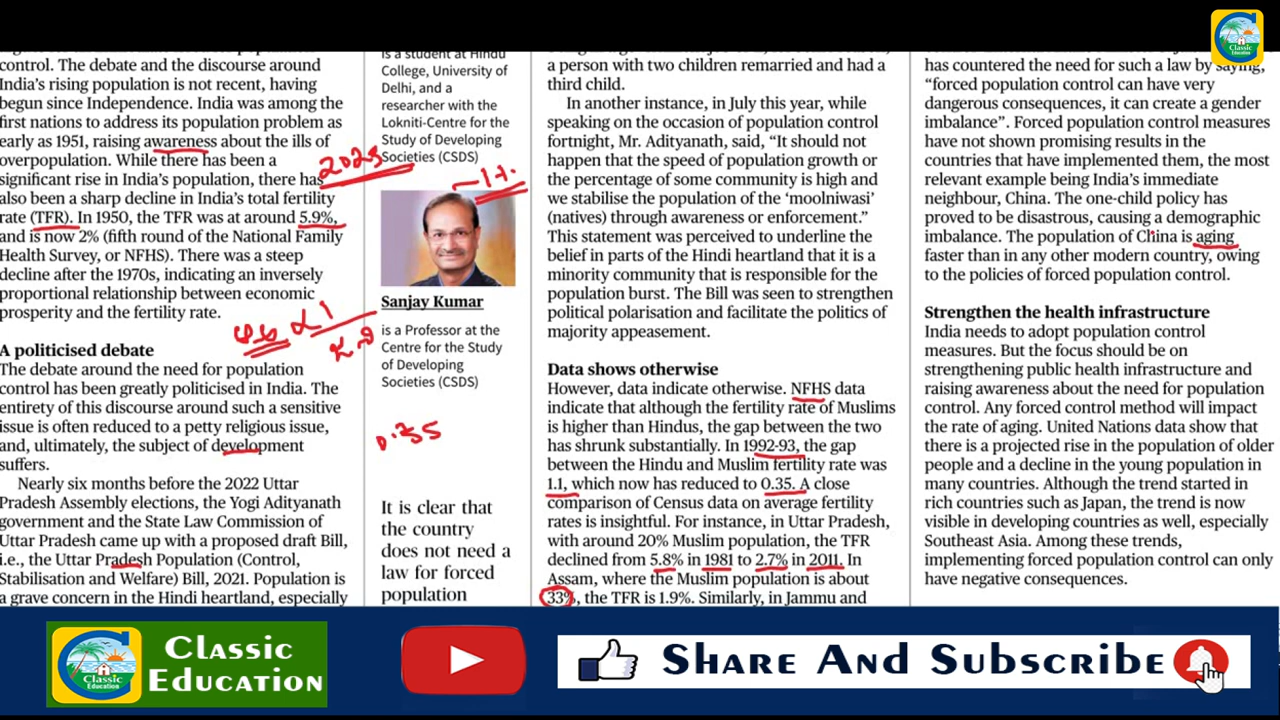 control. The debate and the discourse around
India's rising population is not recent, having
begun since Independence. India was among the
first nations to address its population problem as
early as 1951, raising awareness about the ills of
overpopulation. While there has been a
significant rise in India's population, there has
also been a sharp decline in India's total fertility
rate (TFR). In 1950, the TFR was at around 5.9%,
and is now 2% (fifth round of the National Family
Health Survey, or NFHS). There was a steep
decline after the 1970s, indicating an inversely
proportional relationship between economic
prosperity and the fertility rate.
A politicised debate
The debate around the need for population
control has been greatly politicised in India. The
entirety of this discourse around such a sensitive
issue is often reduced to a petty religious issue,
and, ultimately, the subject of development
suffers.
Nearly six months before the 2022 Uttar
Pradesh Assembly elections, the Yogi Adityanath
government and the State Law Commission of
Uttar Pradesh came up with a proposed draft Bill,
i.e., the Uttar Pradesh Population (Control,
Stabilisation and Welfare) Bill, 2021. Population is
a grave concern in the Hindi heartland, especially
is a student at Hindu
College, University of
Delhi, and a
researcher with the
Lokniti-Centre for the
Study of Developing
Societies (CSDS)
2023
Sanjay Kumar
is a Professor at the
Centre for the Study
of Developing
Societies (CSDS)
0.35
It is clear that
the country
does not need a
law for forced
population
a person with two children remarried and had a
third child.
In another instance, in July this year, while
speaking on the occasion of population control
fortnight, Mr. Adityanath, said, "It should not
happen that the speed of population growth or
the percentage of some community is high and
we stabilise the population of the 'moolniwasi'
(natives) through awareness or enforcement."
This statement was perceived to underline the
belief in parts of the Hindi heartland that it is a
minority community that is responsible for the
population burst. The Bill was seen to strengthen
political polarisation and facilitate the politics of
majority appeasement.
Data shows otherwise
However, data indicate otherwise. NFHS data
indicate that although the fertility rate of Muslims
is higher than Hindus, the gap between the two
has shrunk substantially. In 1992-93, the gap
between the Hindu and Muslim fertility rate was
1.1, which now has reduced to 0.35. A close
comparison of Census data on average fertility
rates is insightful. For instance, in Uttar Pradesh,
with around 20% Muslim population, the TFR
declined from 5.8% in 1981 to 2.7% in 2011. In
Assam, where the Muslim population is about
33%, the TFR is 1.9%. Similarly, in Jammu and
has countered the need for such a law by saying,
"forced population control can have very
dangerous consequences, it can create a gender
imbalance". Forced population control measures
have not shown promising results in the
countries that have implemented them, the most
relevant example being India's immediate
neighbour, China. The one-child policy has
proved to be disastrous, causing a demographic
imbalance. The population of China is aging
faster than in any other modern country, owing
to the policies of forced population control.
Strengthen the health infrastructure
India needs to adopt population control
measures. But the focus should be on
strengthening public health infrastructure and
raising awareness about the need for population
control. Any forced control method will impact
the rate of aging. United Nations data show that
there is a projected rise in the population of older
people and a decline in the young population in
many countries. Although the trend started in
rich countries such as Japan, the trend is now
visible in developing countries as well, especially
Southeast Asia. Among these trends,
implementing forced population control can only
have negative consequences.
Classic
Education
Classic
Education
Classic
Education
Share And Subscribe